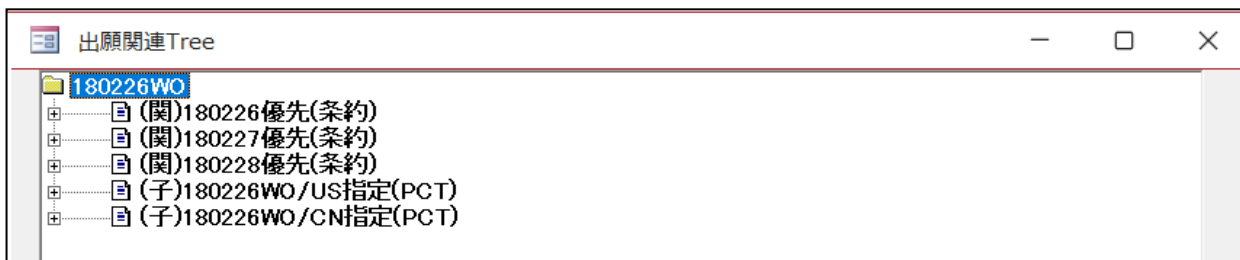 出願関連Tree
180226WO
(関)180226優先(条約)
(関)180227優先(条約)
(関)180228優先(条約)
(子)180226WO/US指定(PCT)
(子)180226WO/CN指定(PCT)